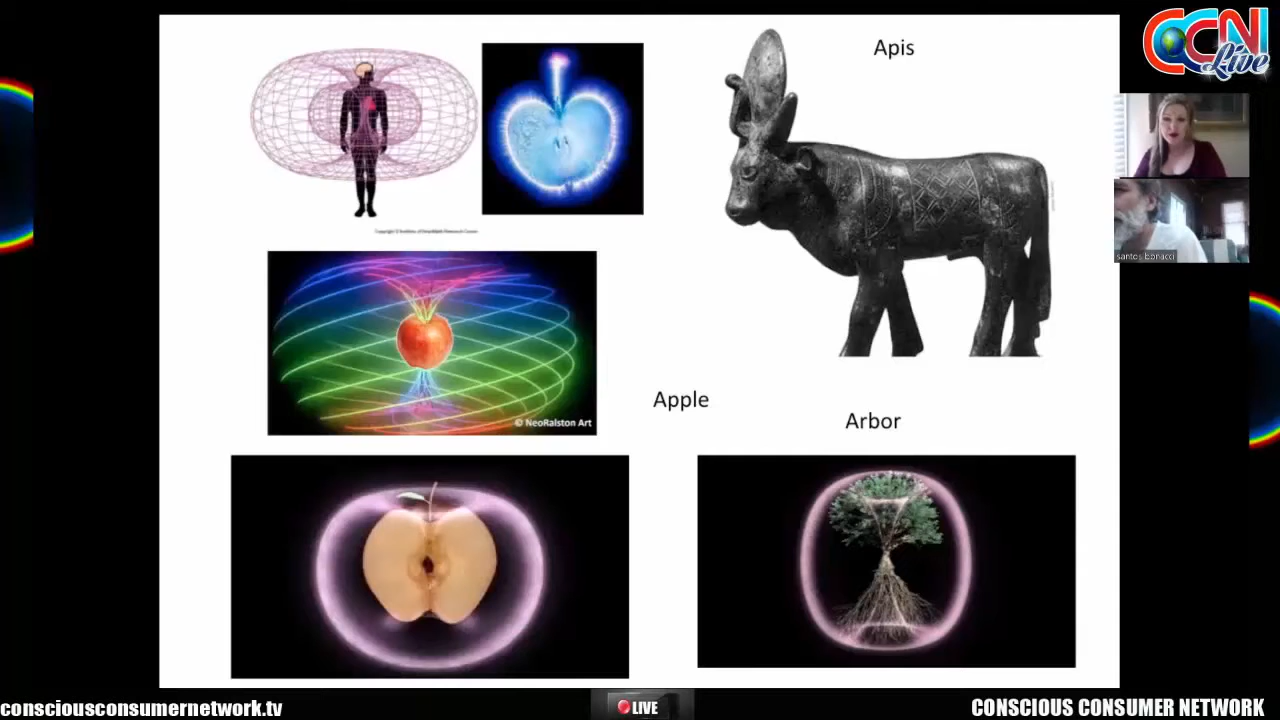 Apis
CCN
Live
santos bonacci
© NeoRalston Art
Apple
Arbor
consciousconsumernetwork.tv
LIVE
CONSCIOUS CONSUMER NETWORK